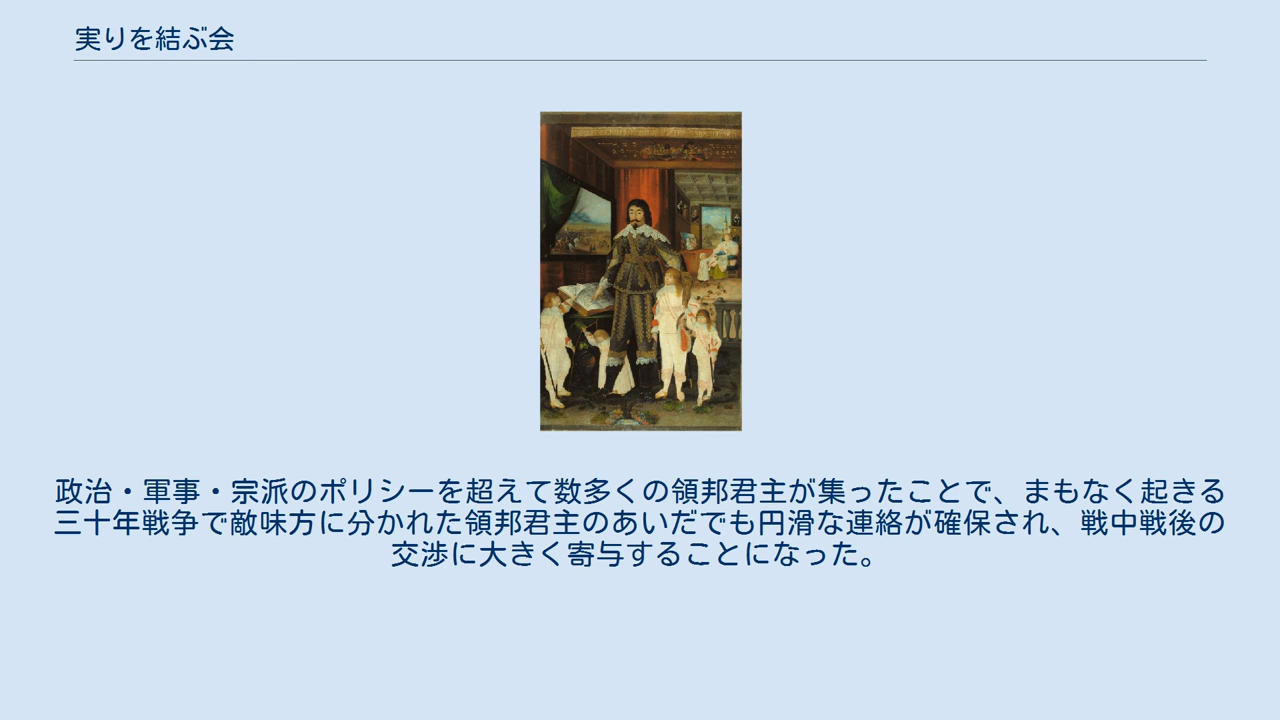 実りを結ぶ会
政治・軍事・宗派のポリシーを超えて数多くの領邦君主が集ったことで、まもなく起きる
三十年戦争で敵味方に分かれた領邦君主のあいだでも円滑な連絡が確保され、戦中戦後の
交渉に大きく寄与することになった。